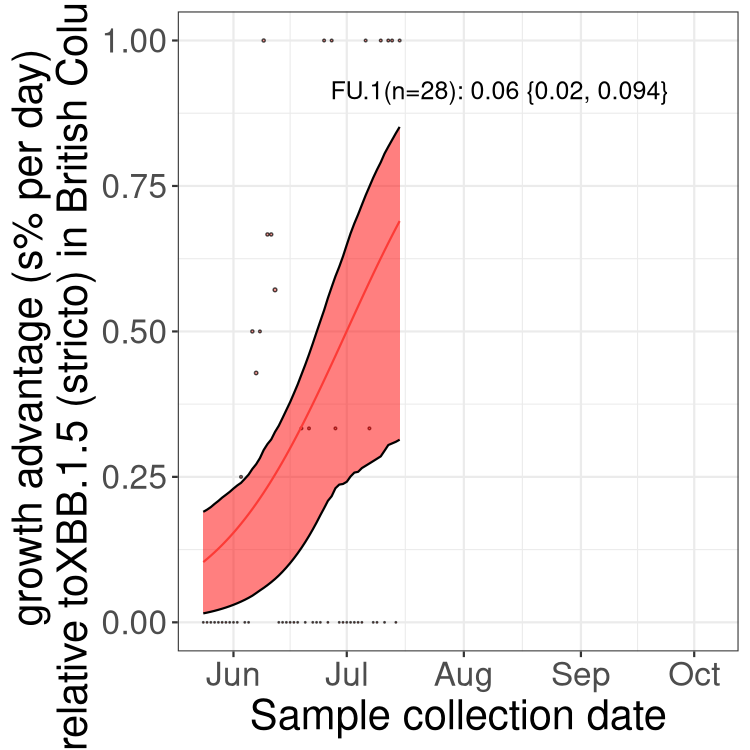 growth advantage (s% per day)
relative toXBB.1.5 (stricto) in British Colu
1.00
0.75
0.50
0.25
0.00
FU.1(n=28): 0.06 {0.02, 0.094}
Jun Jul Aug Sep Oct
Sample collection date